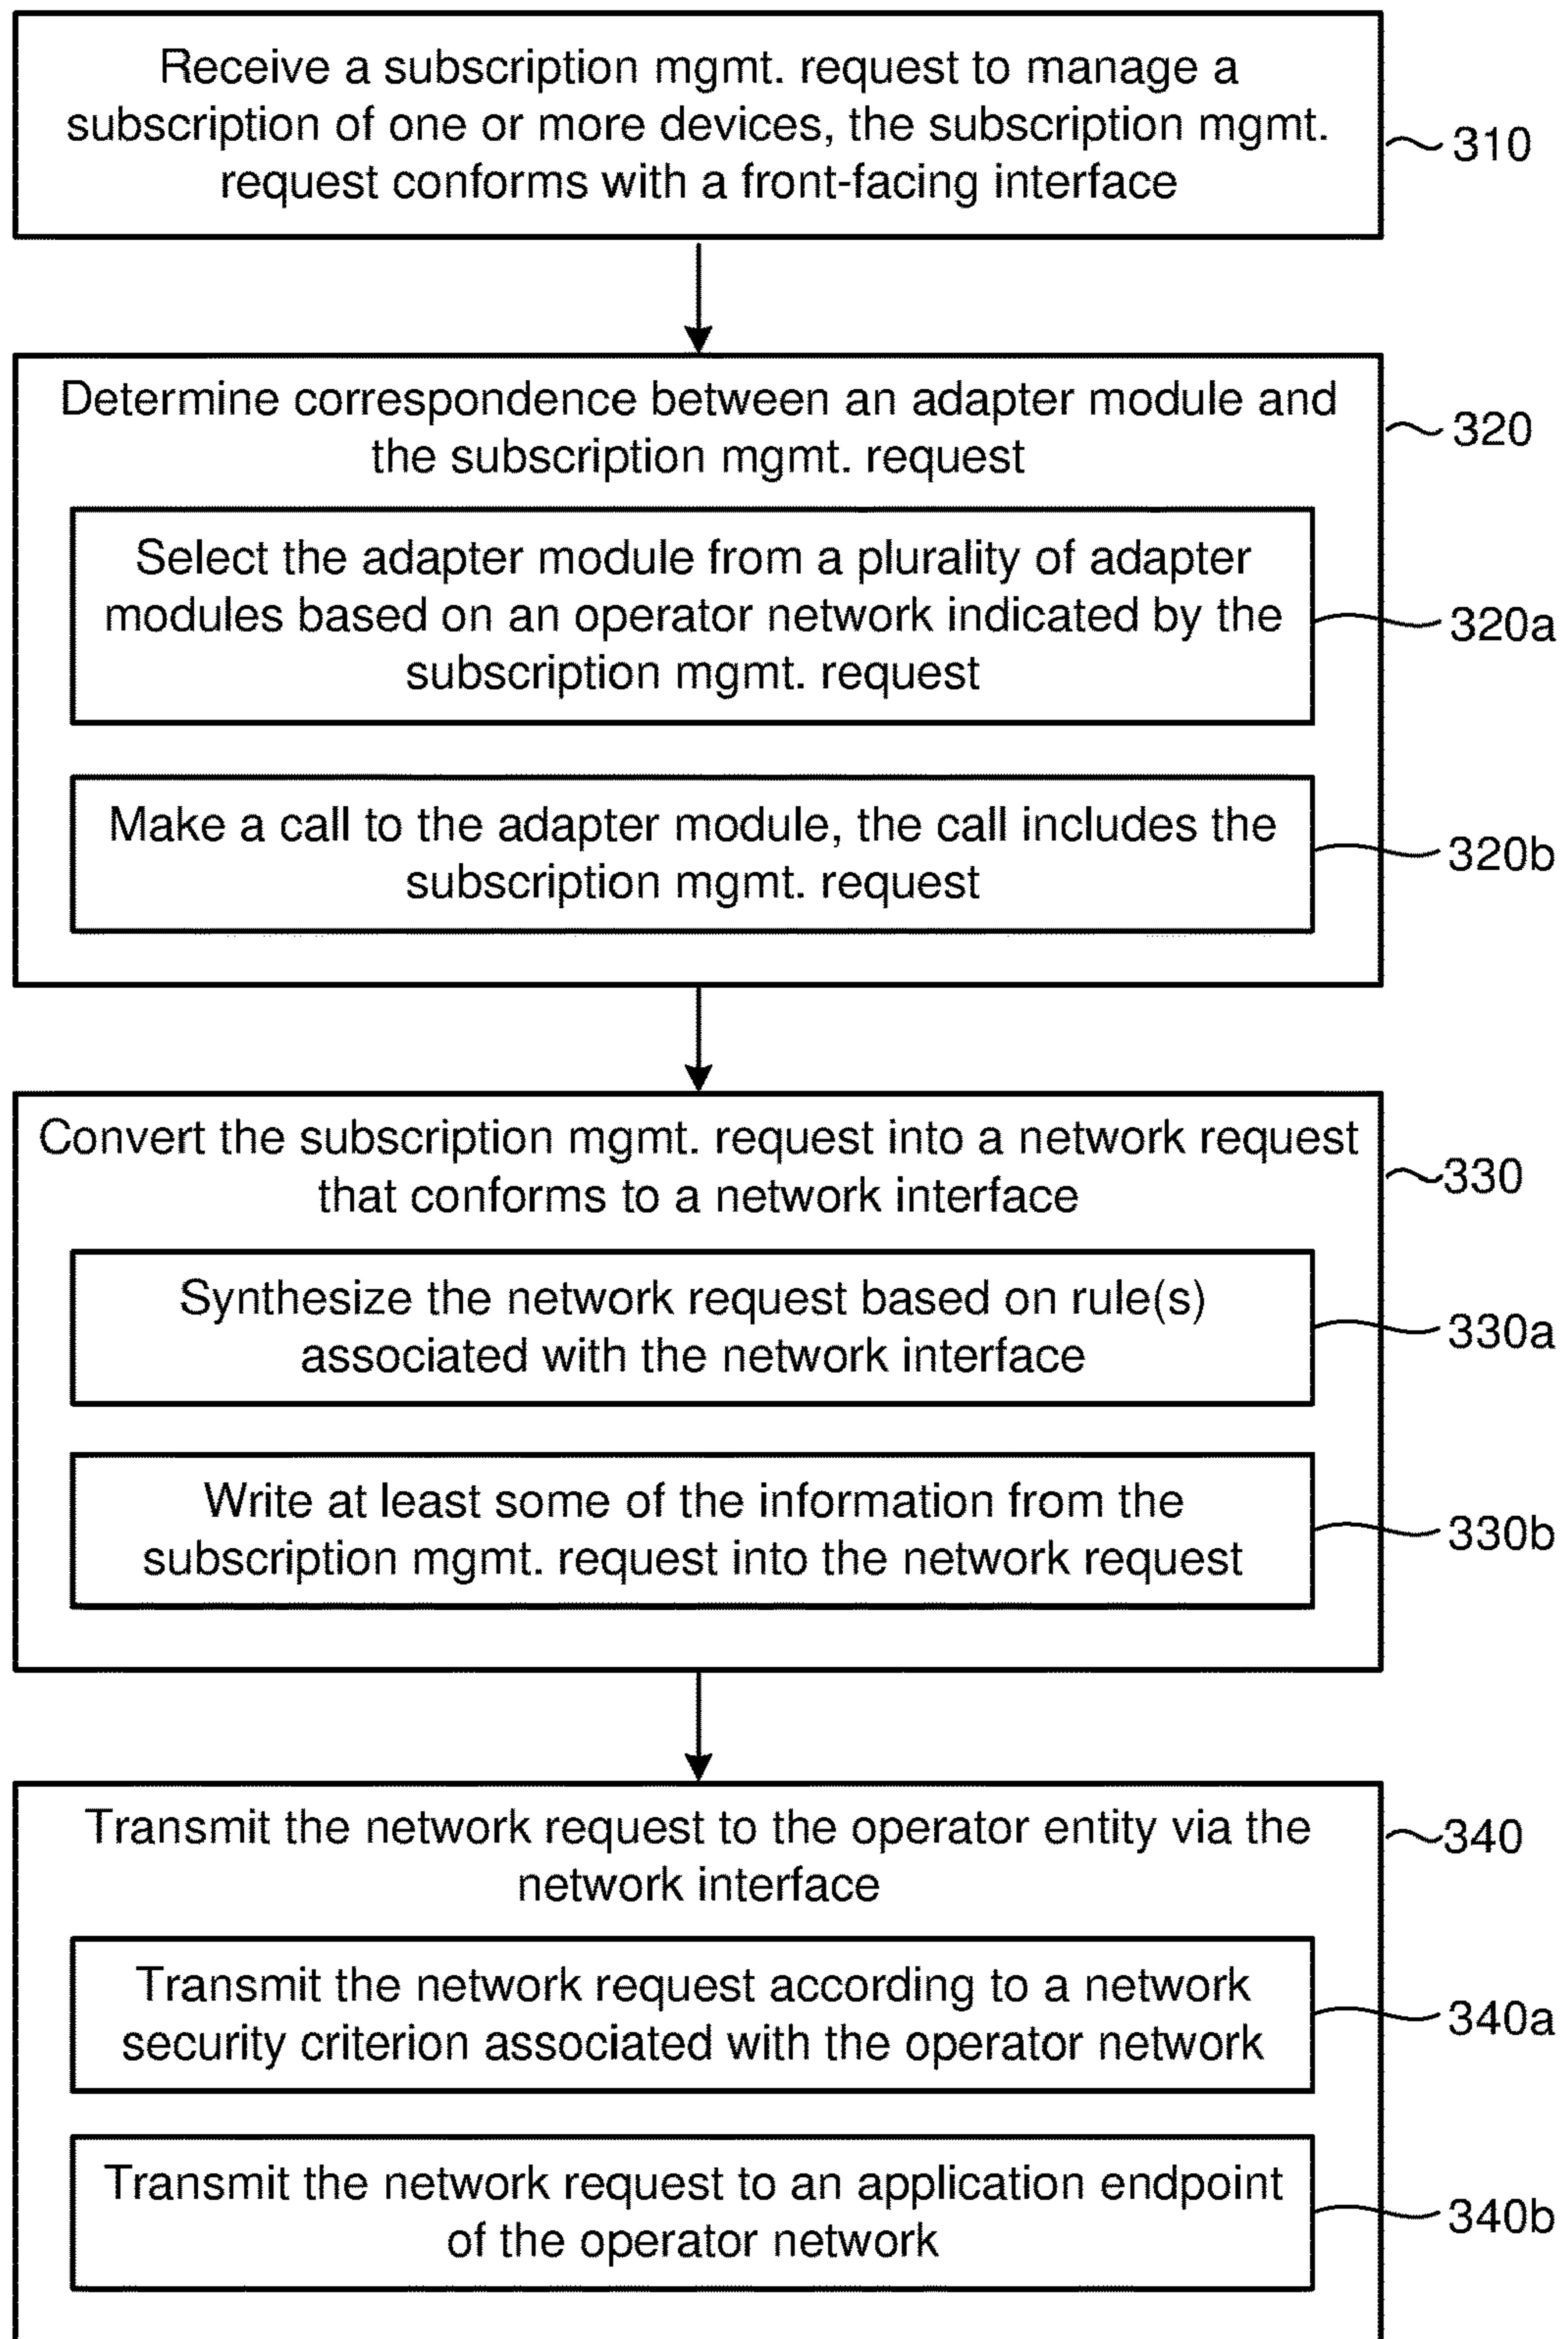 Receive a subscription mgmt. request to manage a
subscription of one or more devices, the subscription mgmt.
request conforms with a front-facing interface
310
Determine correspondence between an adapter module and
the subscription mgmt. request
320
Select the adapter module from a plurality of adapter
modules based on an operator network indicated by the
subscription mgmt. request
320a
Make a call to the adapter module, the call includes the
subscription mgmt. request
320b
Convert the subscription mgmt. request into a network request
that conforms to a network interface
330
Synthesize the network request based on rule(s)
associated with the network interface
330a
Write at least some of the information from the
subscription mgmt. request into the network request
330b
Transmit the network request to the operator entity via the
network interface
340
Transmit the network request according to a network
security criterion associated with the operator network
340a
Transmit the network request to an application endpoint
of the operator network
340b